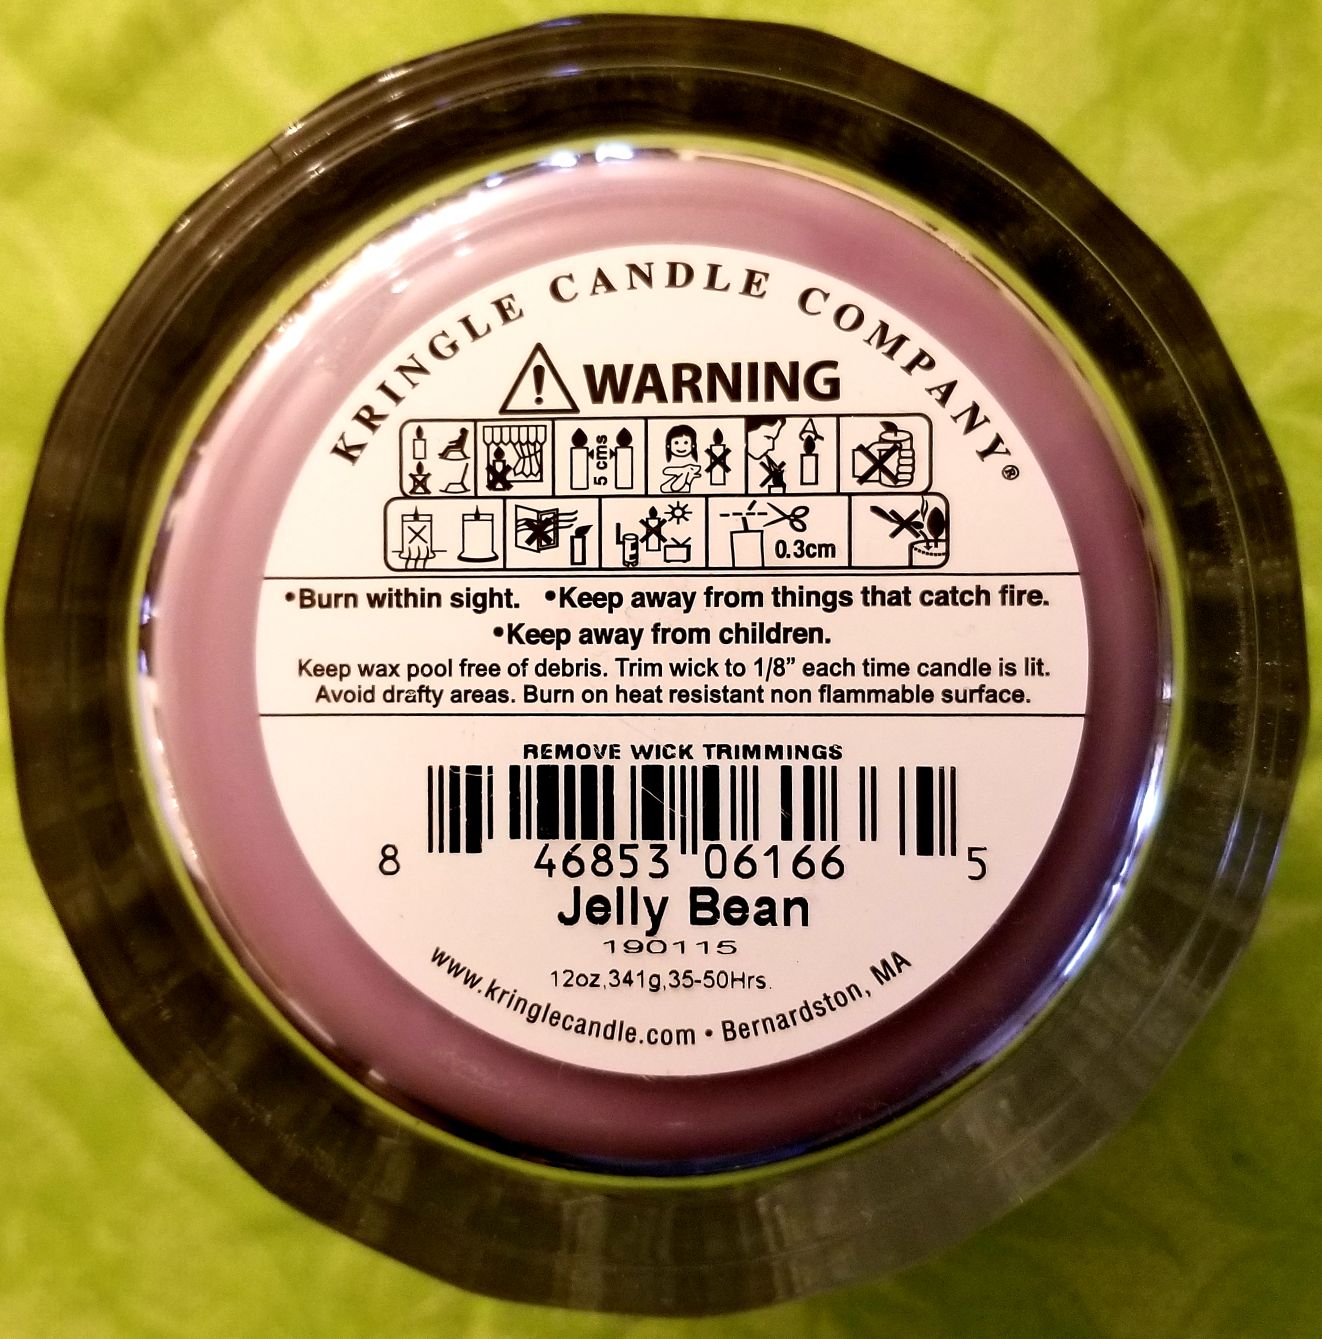 KRINGLE CANDLE COMPANY®
WARNING
5 cms
0.3cm
•Burn within sight. •Keep away from things that catch fire.
•Keep away from children.
Keep wax pool free of debris. Trim wick to 1/8” each time candle is lit.
Avoid drafty areas. Burn on heat resistant non flammable surface.
REMOVE WICK TRIMMINGS
8 46853 06166 5
Jelly Bean
190115
12oz,341g,35-50Hrs.
www.kringlecandle.com • Bernardston, MA